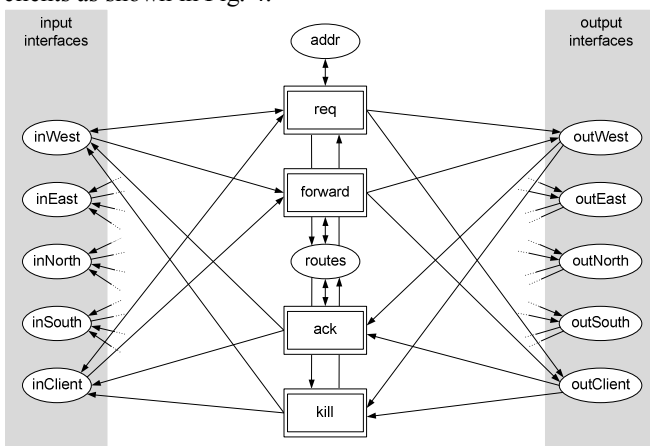 clients as shown in Fig. 4.
input
interfaces
output
interfaces
addr
req
inWest
outWest
forward
inEast
outEast
routes
inNorth
outNorth
inSouth
outSouth
ack
inClient
outClient
kill